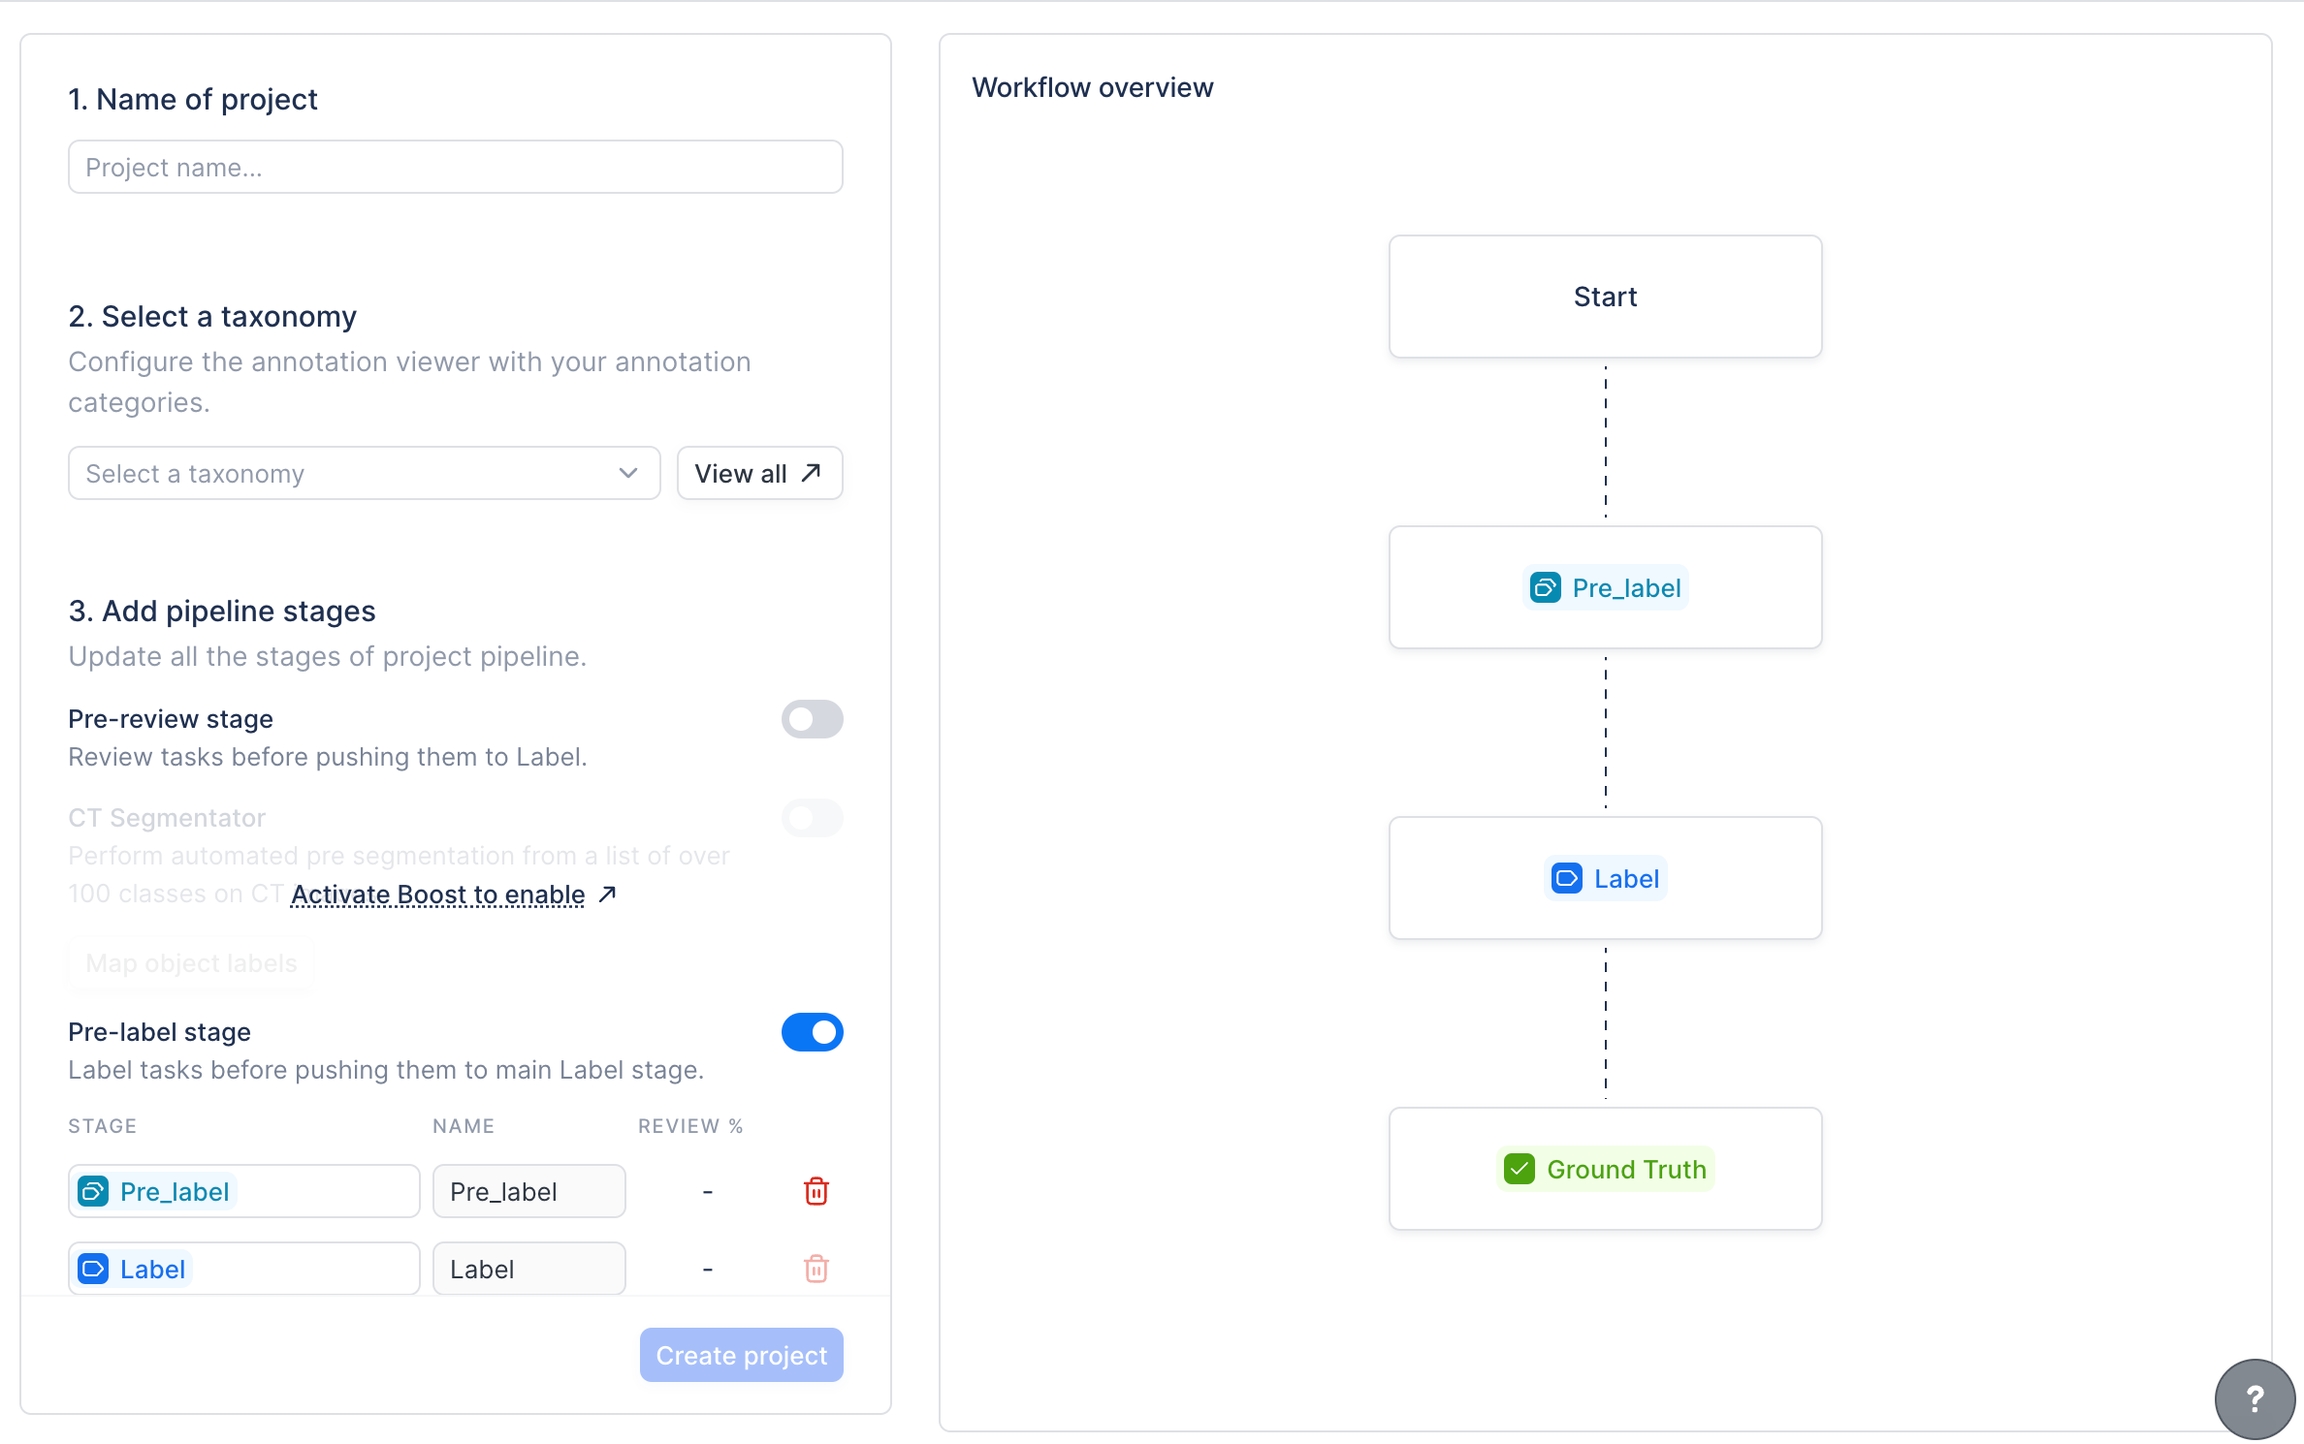 1. Name of project
Project name...
2. Select a taxonomy
Configure the annotation viewer with your annotation
categories.
Select a taxonomy
View all
3. Add pipeline stages
Update all the stages of project pipeline.
Pre-review stage
Review tasks before pushing them to Label.
CT Segmentator
Perform automated pre segmentation from a list of over
100 classes on CT
Activate Boost to enable
Map object labels
Pre-label stage
Label tasks before pushing them to main Label stage.
STAGE NAME REVIEW %
Pre_label Pre_label -
Label Label -
Create project
Workflow overview
Start
Pre_label
Label
Ground Truth
?